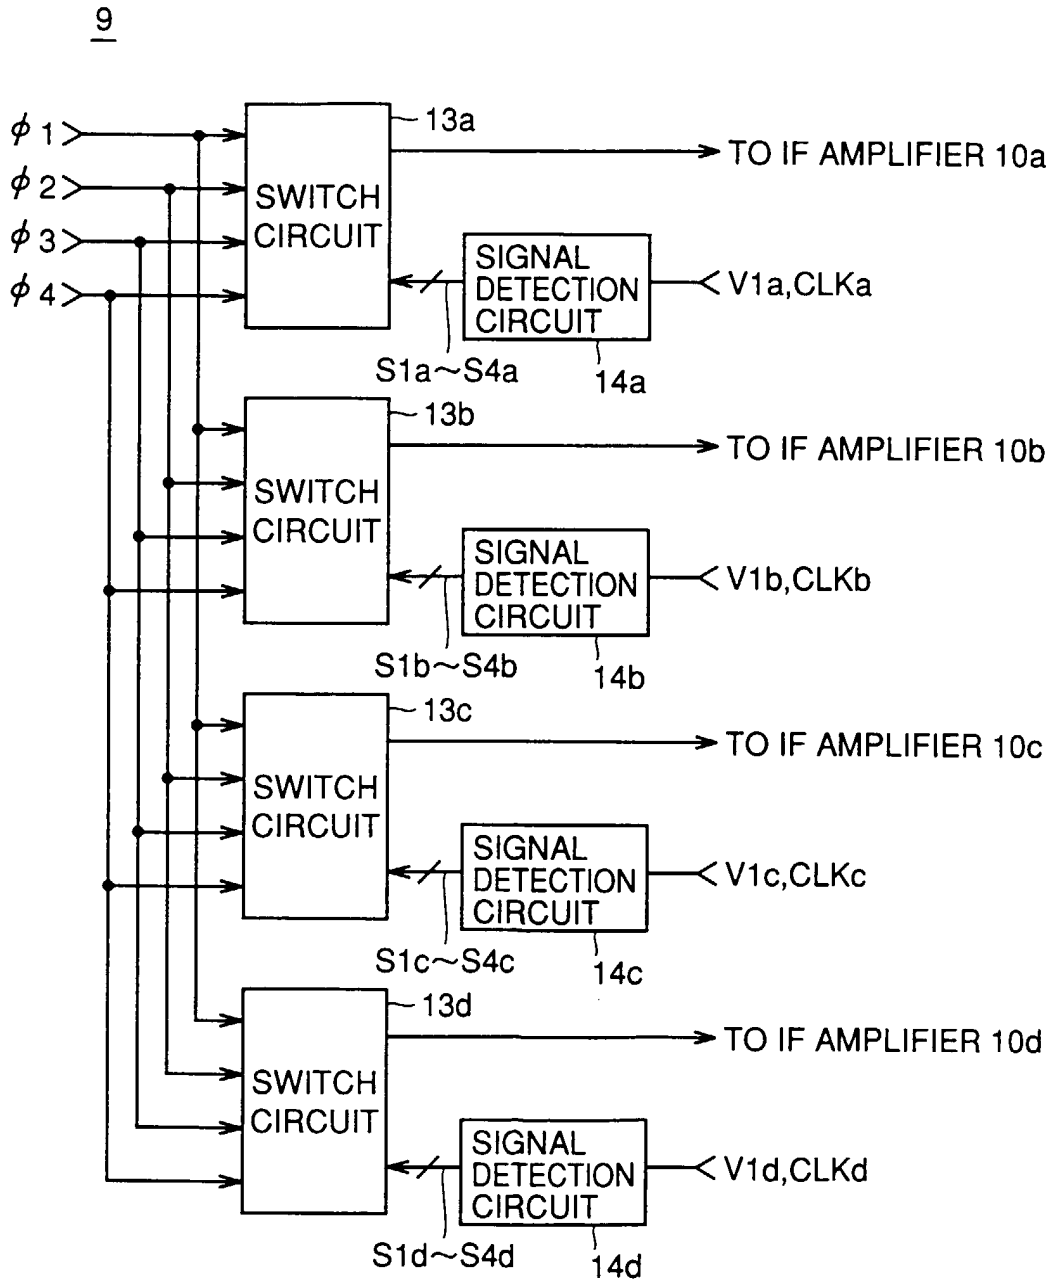 9
ϕ1
ϕ2
ϕ3
ϕ4
SWITCH
CIRCUIT
13a
TO IF AMPLIFIER 10a
SIGNAL
DETECTION
CIRCUIT
V1a,CLKa
S1a~S4a
14a
SWITCH
CIRCUIT
13b
TO IF AMPLIFIER 10b
SIGNAL
DETECTION
CIRCUIT
V1b,CLKb
S1b~S4b
14b
SWITCH
CIRCUIT
13c
TO IF AMPLIFIER 10c
SIGNAL
DETECTION
CIRCUIT
V1c,CLKc
S1c~S4c
14c
SWITCH
CIRCUIT
13d
TO IF AMPLIFIER 10d
SIGNAL
DETECTION
CIRCUIT
V1d,CLKd
S1d~S4d
14d